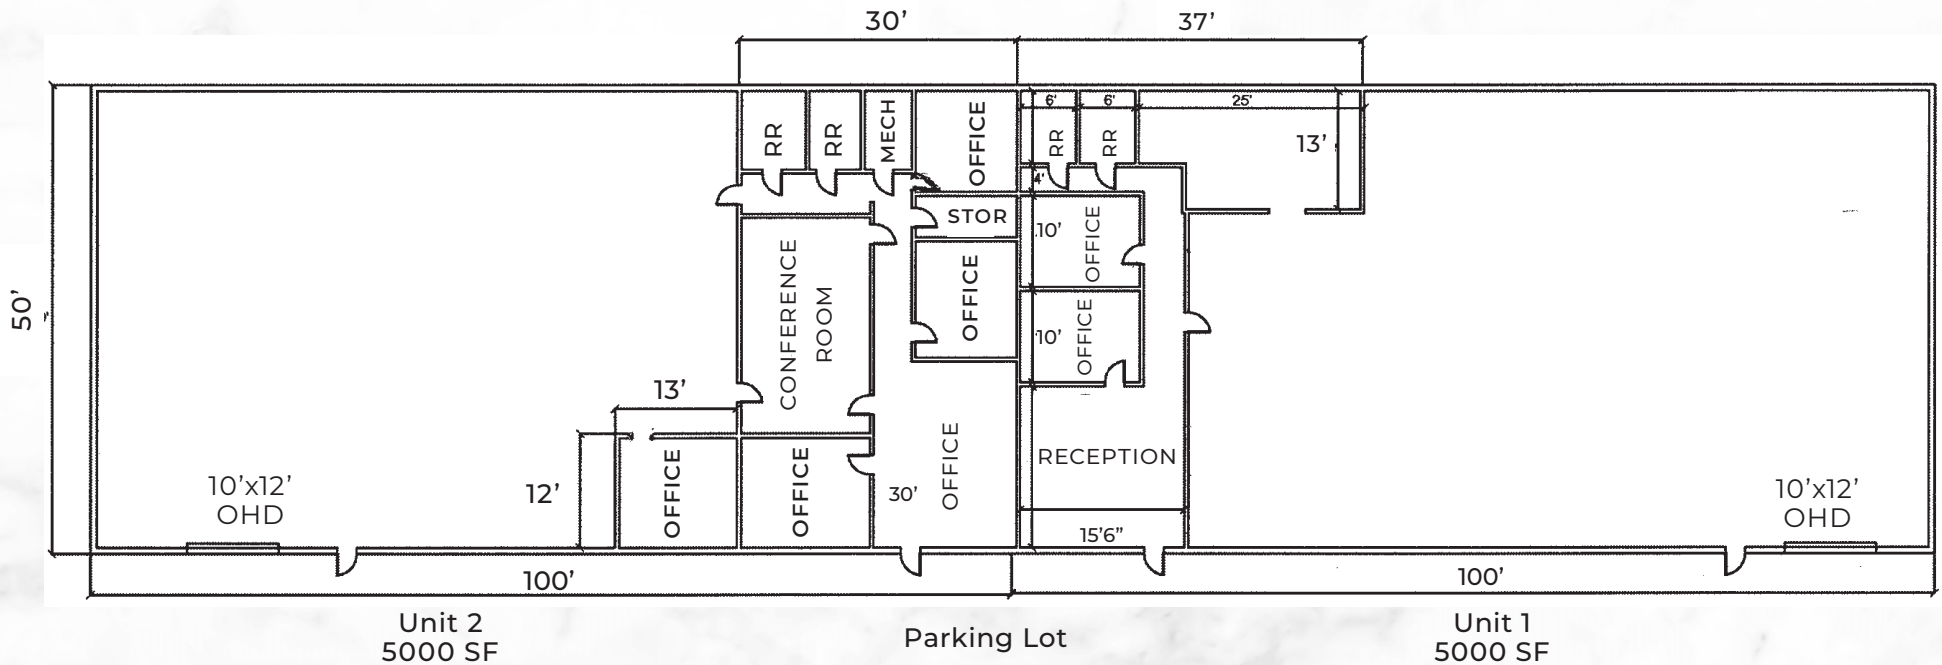 30’
37’
6’
6’
25’
RR
RR
MECH
OFFICE
RR
RR
13’
4’
STOR
10’
OFFICE
50’
CONFERENCE
ROOM
OFFICE
10’
OFFICE
13’
12’
OFFICE
OFFICE
30’
OFFICE
RECEPTION
15’6”
10’x12’
OHD
10’x12’
OHD
100’
100’
Unit 2
5000 SF
Parking Lot
Unit 1
5000 SF